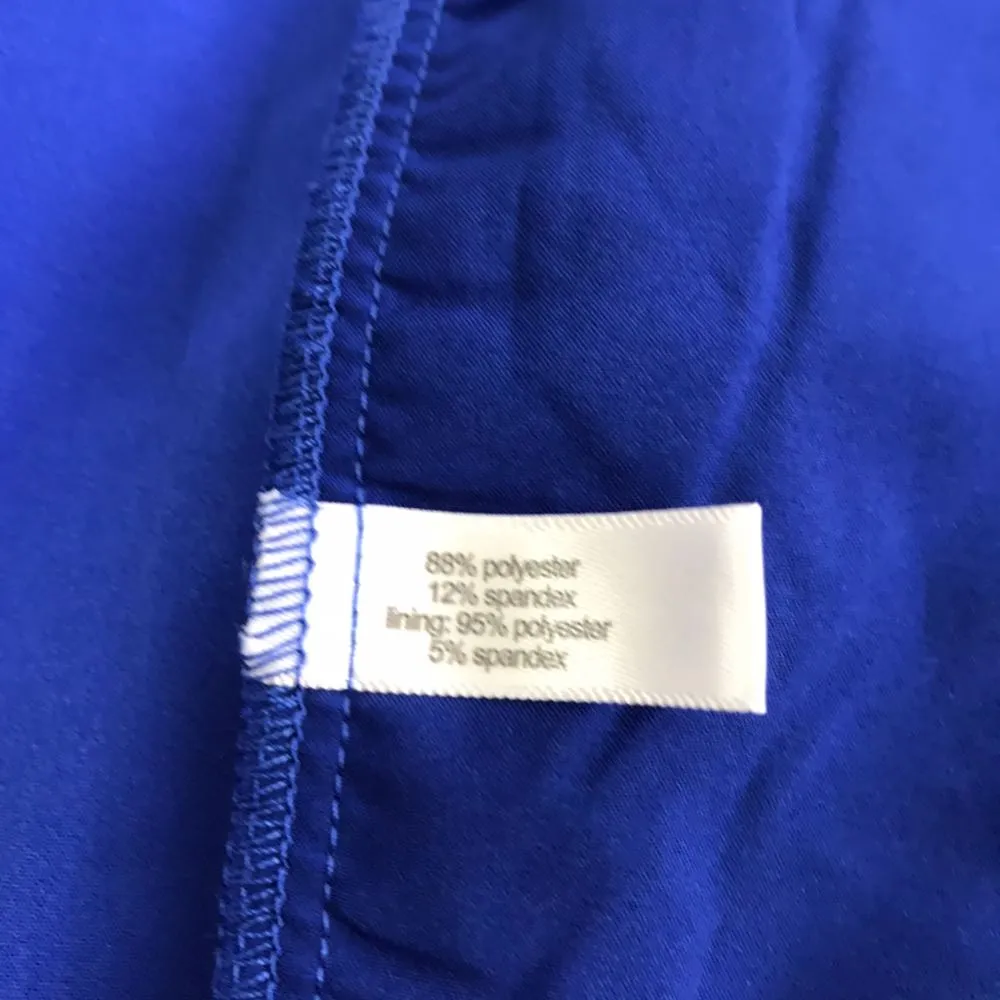 88% polyester
12% spandex
lining: 95% polyester
5% spandex